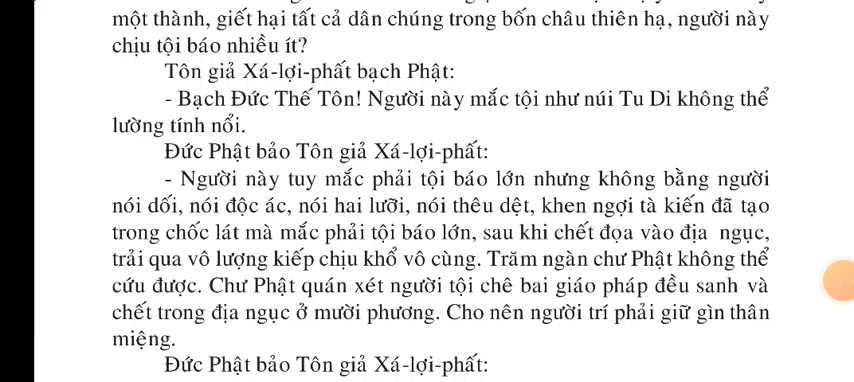 một thành, giết hại tất cả dân chúng trong bốn châu thiên hạ, người này
chịu tội báo nhiều ít?
Tôn giả Xá-lợi-phất bạch Phật:
- Bạch Đức Thế Tôn! Người này mắc tội như núi Tu Di không thể
lường tính nổi.
Đức Phật bảo Tôn giả Xá-lợi-phất:
- Người này tuy mắc phải tội báo lớn nhưng không bằng người
nói dối, nói độc ác, nói hai lưỡi, nói thêu dệt, khen ngợi tà kiến đã tạo
trong chốc lát mà mắc phải tội báo lớn, sau khi chết đọa vào địa ngục,
trải qua vô lượng kiếp chịu khổ vô cùng. Trăm ngàn chư Phật không thể
cứu được. Chư Phật quán xét người tội chê bai giáo pháp đều sanh và
chết trong địa ngục ở mười phương. Cho nên người trí phải giữ gìn thân
miệng.
Đức Phật bảo Tôn giả Xá-lợi-phất: